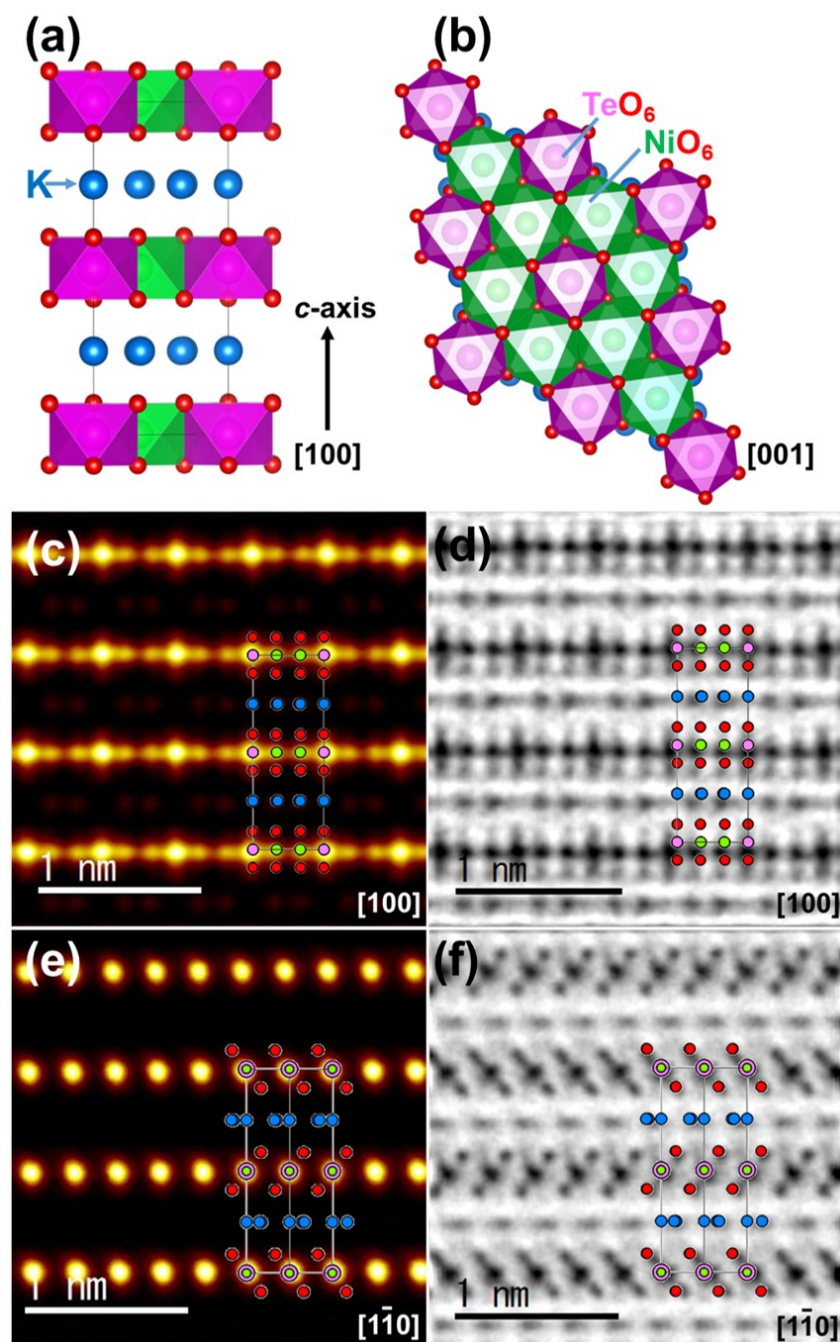 (a)
(b)
TeO₆
NiO₆
K
c-axis
[100]
[001]
(c)
(d)
1 nm
[100]
1 nm
[100]
(e)
(f)
1 nm
[11̄0]
1 nm
[11̄0]